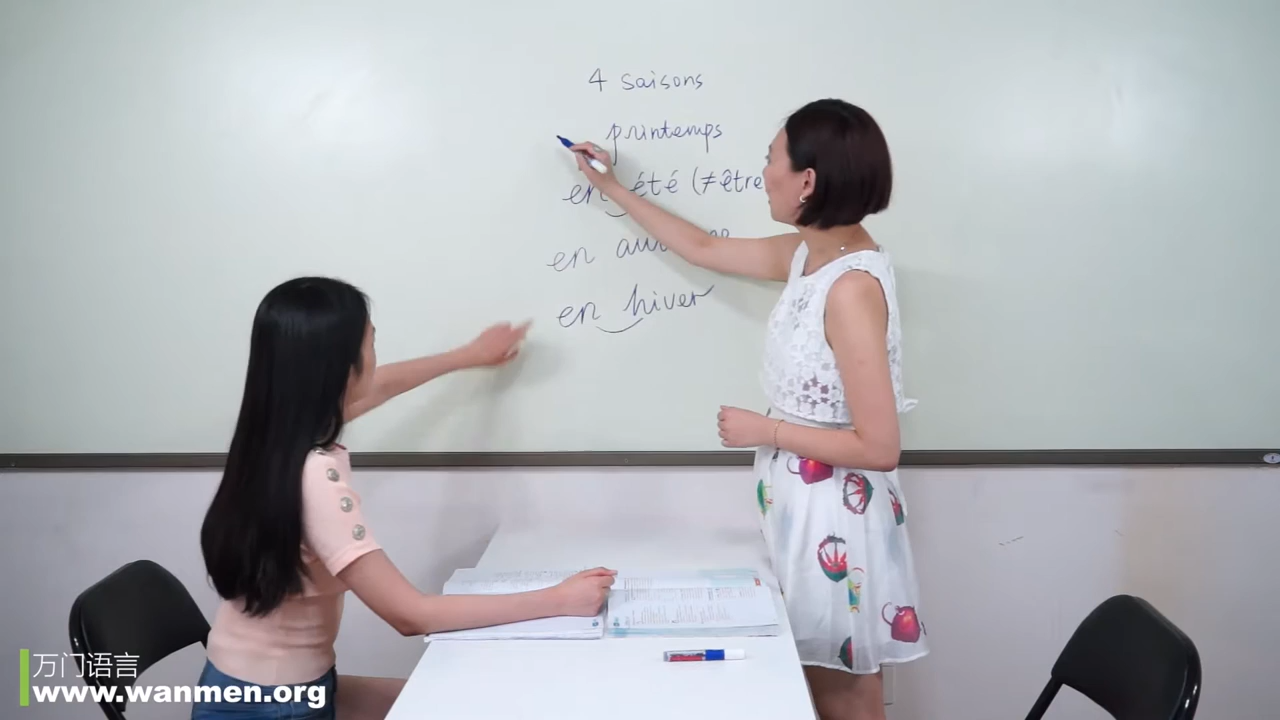 4 saisons
printemps
en été (≠être
en
en hiver
万门语言
www.wanmen.org